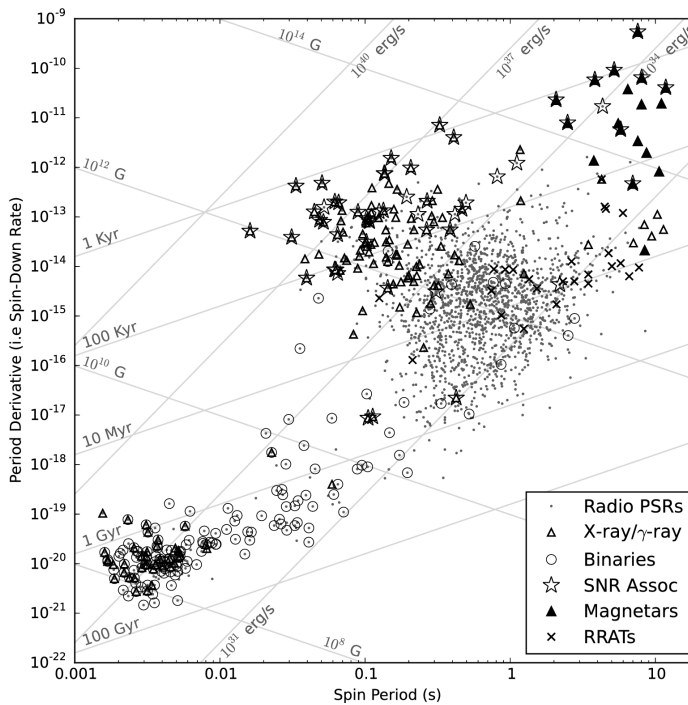 10^-9
10^-10
10^-11
10^-12
10^-13
10^-14
10^-15
10^-16
10^-17
10^-18
10^-19
10^-20
10^-21
10^-22
Period Derivative (i.e Spin-Down Rate)
10^14 G
10^40 erg/s
10^37 erg/s
10^34 erg/s
10^12 G
1 Kyr
100 Kyr
10^10 G
10 Myr
1 Gyr
100 Gyr
10^31 erg/s
10^8 G
Radio PSRs
X-ray/γ-ray
Binaries
SNR Assoc
Magnetars
RRATs
0.001 0.01 0.1 1 10
Spin Period (s)